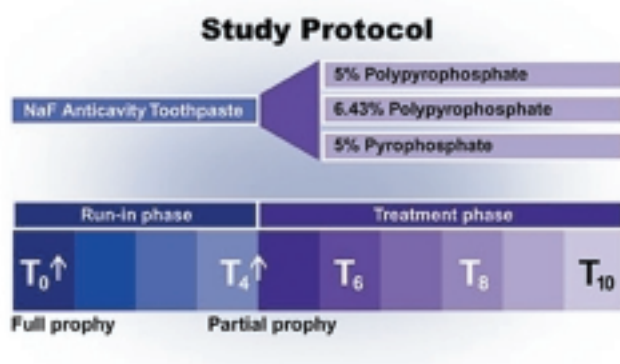 Study Protocol
5% Polypyrophosphate
NaF Anticavity Toothpaste
6.43% Polypyrophosphate
5% Pyrophosphate
Run-in phase
Treatment phase
T0↑ T4↑ T6 T8 T10
Full prophy
Partial prophy